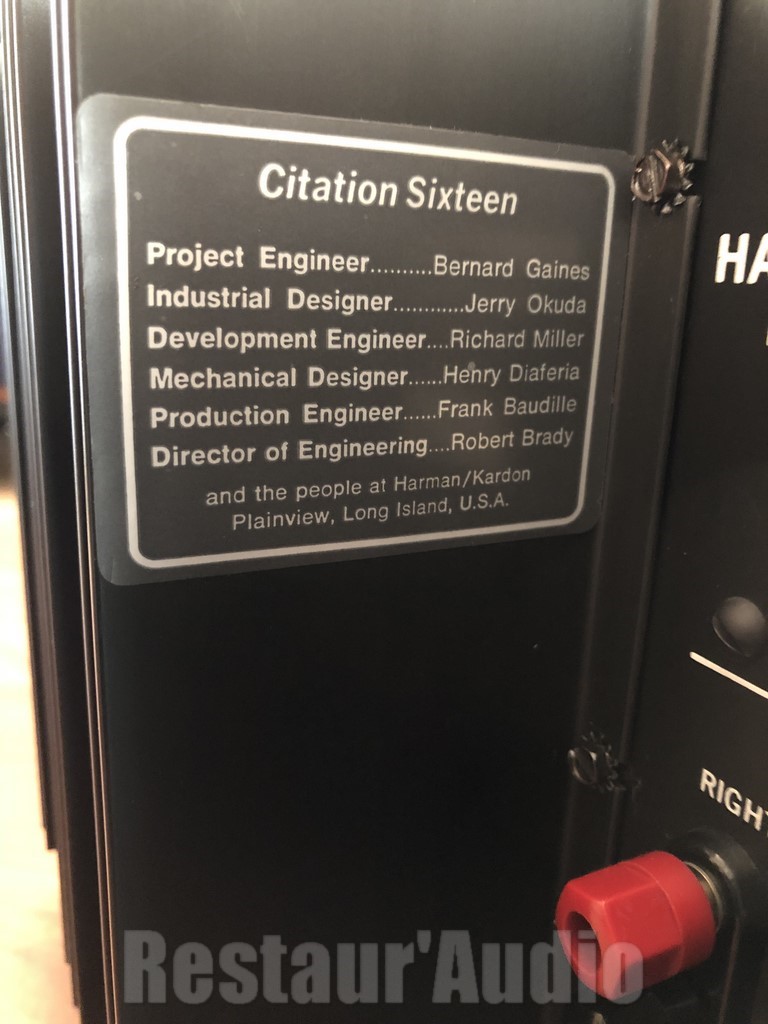 Citation Sixteen
Project Engineer..........Bernard Gaines
Industrial Designer............Jerry Okuda
Development Engineer....Richard Miller
Mechanical Designer......Henry Diaferia
Production Engineer......Frank Baudille
Director of Engineering....Robert Brady
and the people at Harman/Kardon
Plainview, Long Island, U.S.A.
HA
RIGHT
Restaur'Audio